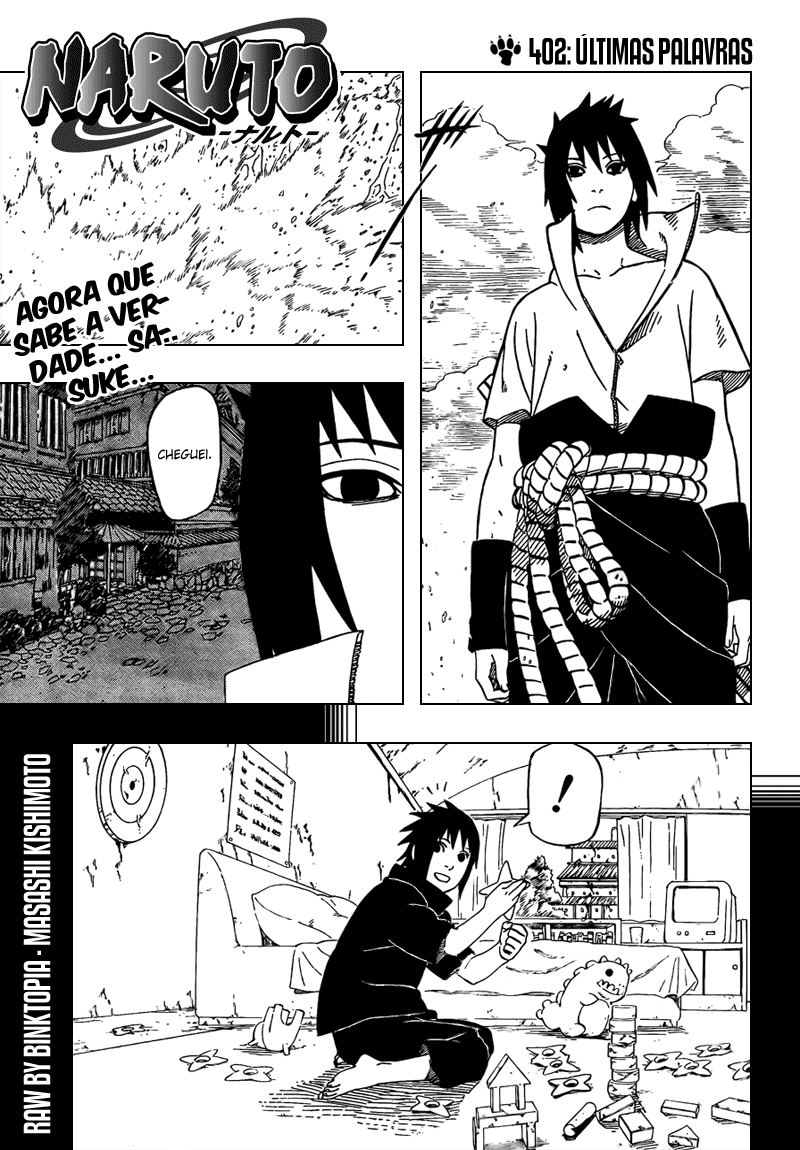 NARUTO
-ナルト-
402: ÚLTIMAS PALAVRAS
AGORA QUE
SABE A VER-
DADE... SA-
SUKE...
CHEGUEI.
!
RAW BY BINKTOPIA - MASASHI KISHIMOTO